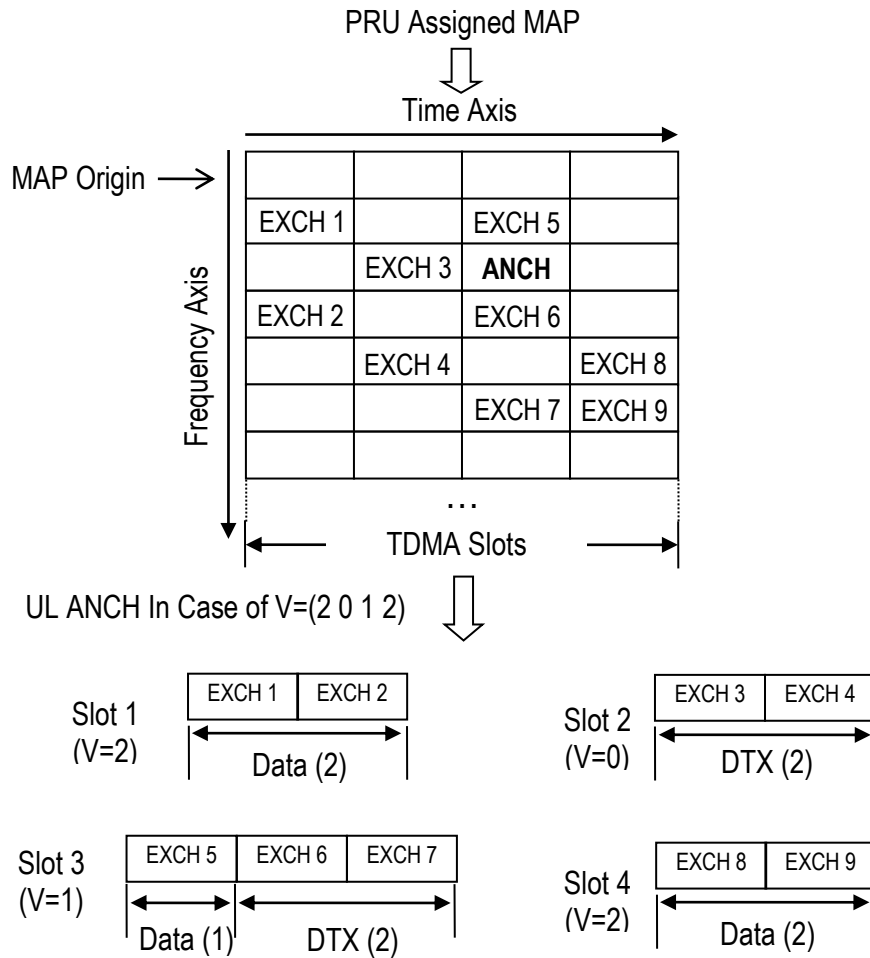 PRU Assigned MAP
Time Axis
MAP Origin
Frequency Axis
EXCH 1 EXCH 5
EXCH 3 ANCH
EXCH 2 EXCH 6
EXCH 4 EXCH 8
EXCH 7 EXCH 9
...
TDMA Slots
UL ANCH In Case of V=(2 0 1 2)
Slot 1
(V=2)
EXCH 1 EXCH 2
Data (2)
Slot 2
(V=0)
EXCH 3 EXCH 4
DTX (2)
Slot 3
(V=1)
EXCH 5 EXCH 6 EXCH 7
Data (1) DTX (2)
Slot 4
(V=2)
EXCH 8 EXCH 9
Data (2)